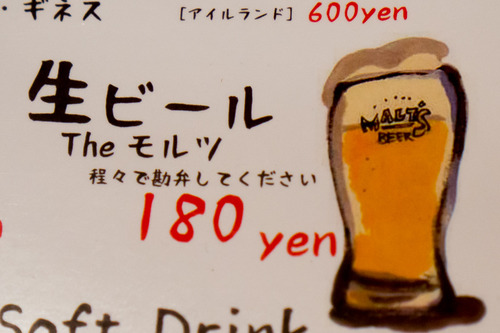 ・ギネス [アイルランド] 600yen
生ビール
The モルツ
程々で勘弁してください
180 yen
MALT'S
BEER
Soft Drink